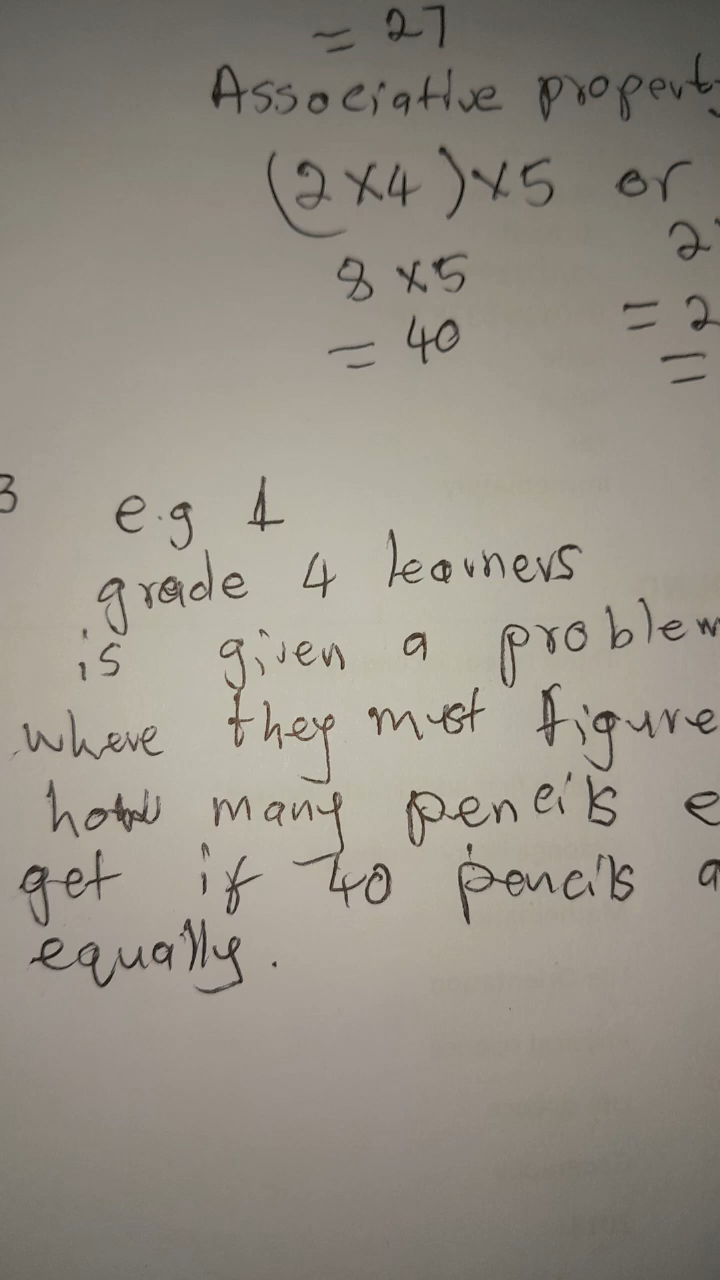 = 27
Associative propert
(2×4)×5 or
8 ×5 2
= 40 = 2
=
3 e.g 1
grade 4 learners
is given a problem
where they must figure
how many pencils e
get if 40 pencils a
equally.